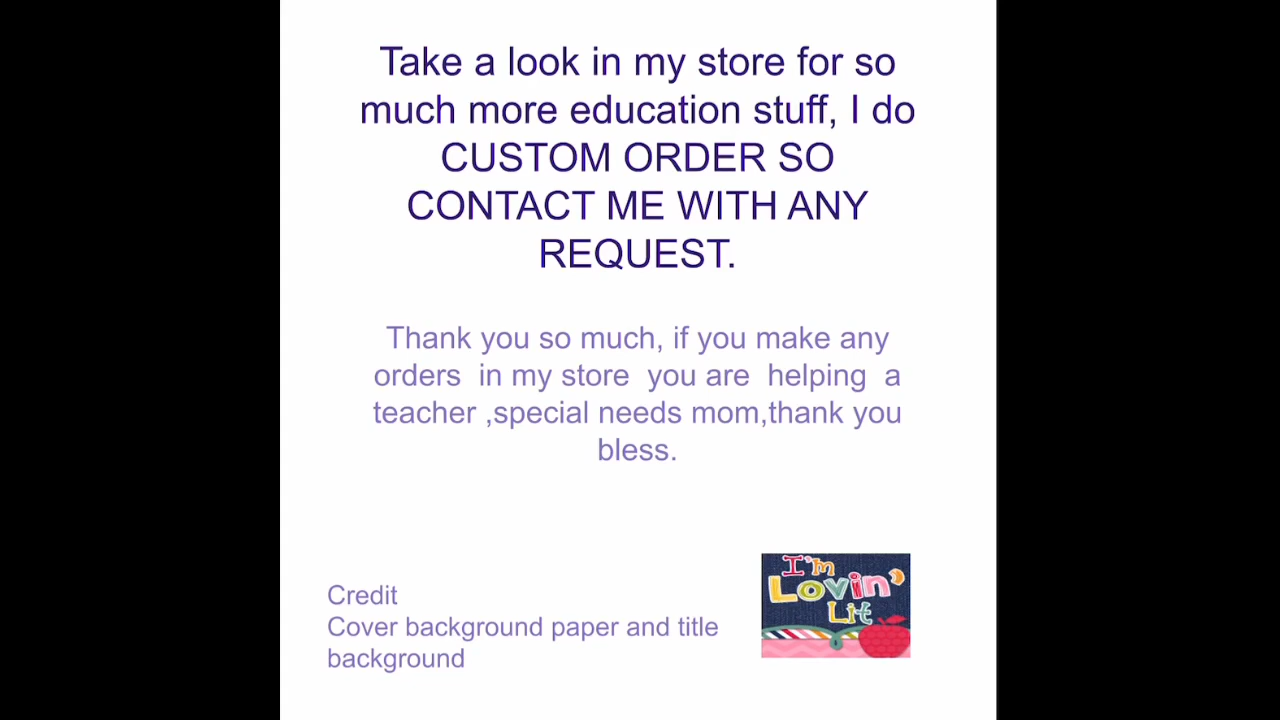 Take a look in my store for so
much more education stuff, I do
CUSTOM ORDER SO
CONTACT ME WITH ANY
REQUEST.
Thank you so much, if you make any
orders in my store you are helping a
teacher ,special needs mom,thank you
bless.
Credit
Cover background paper and title
background
I'm
Lovin'
Lit